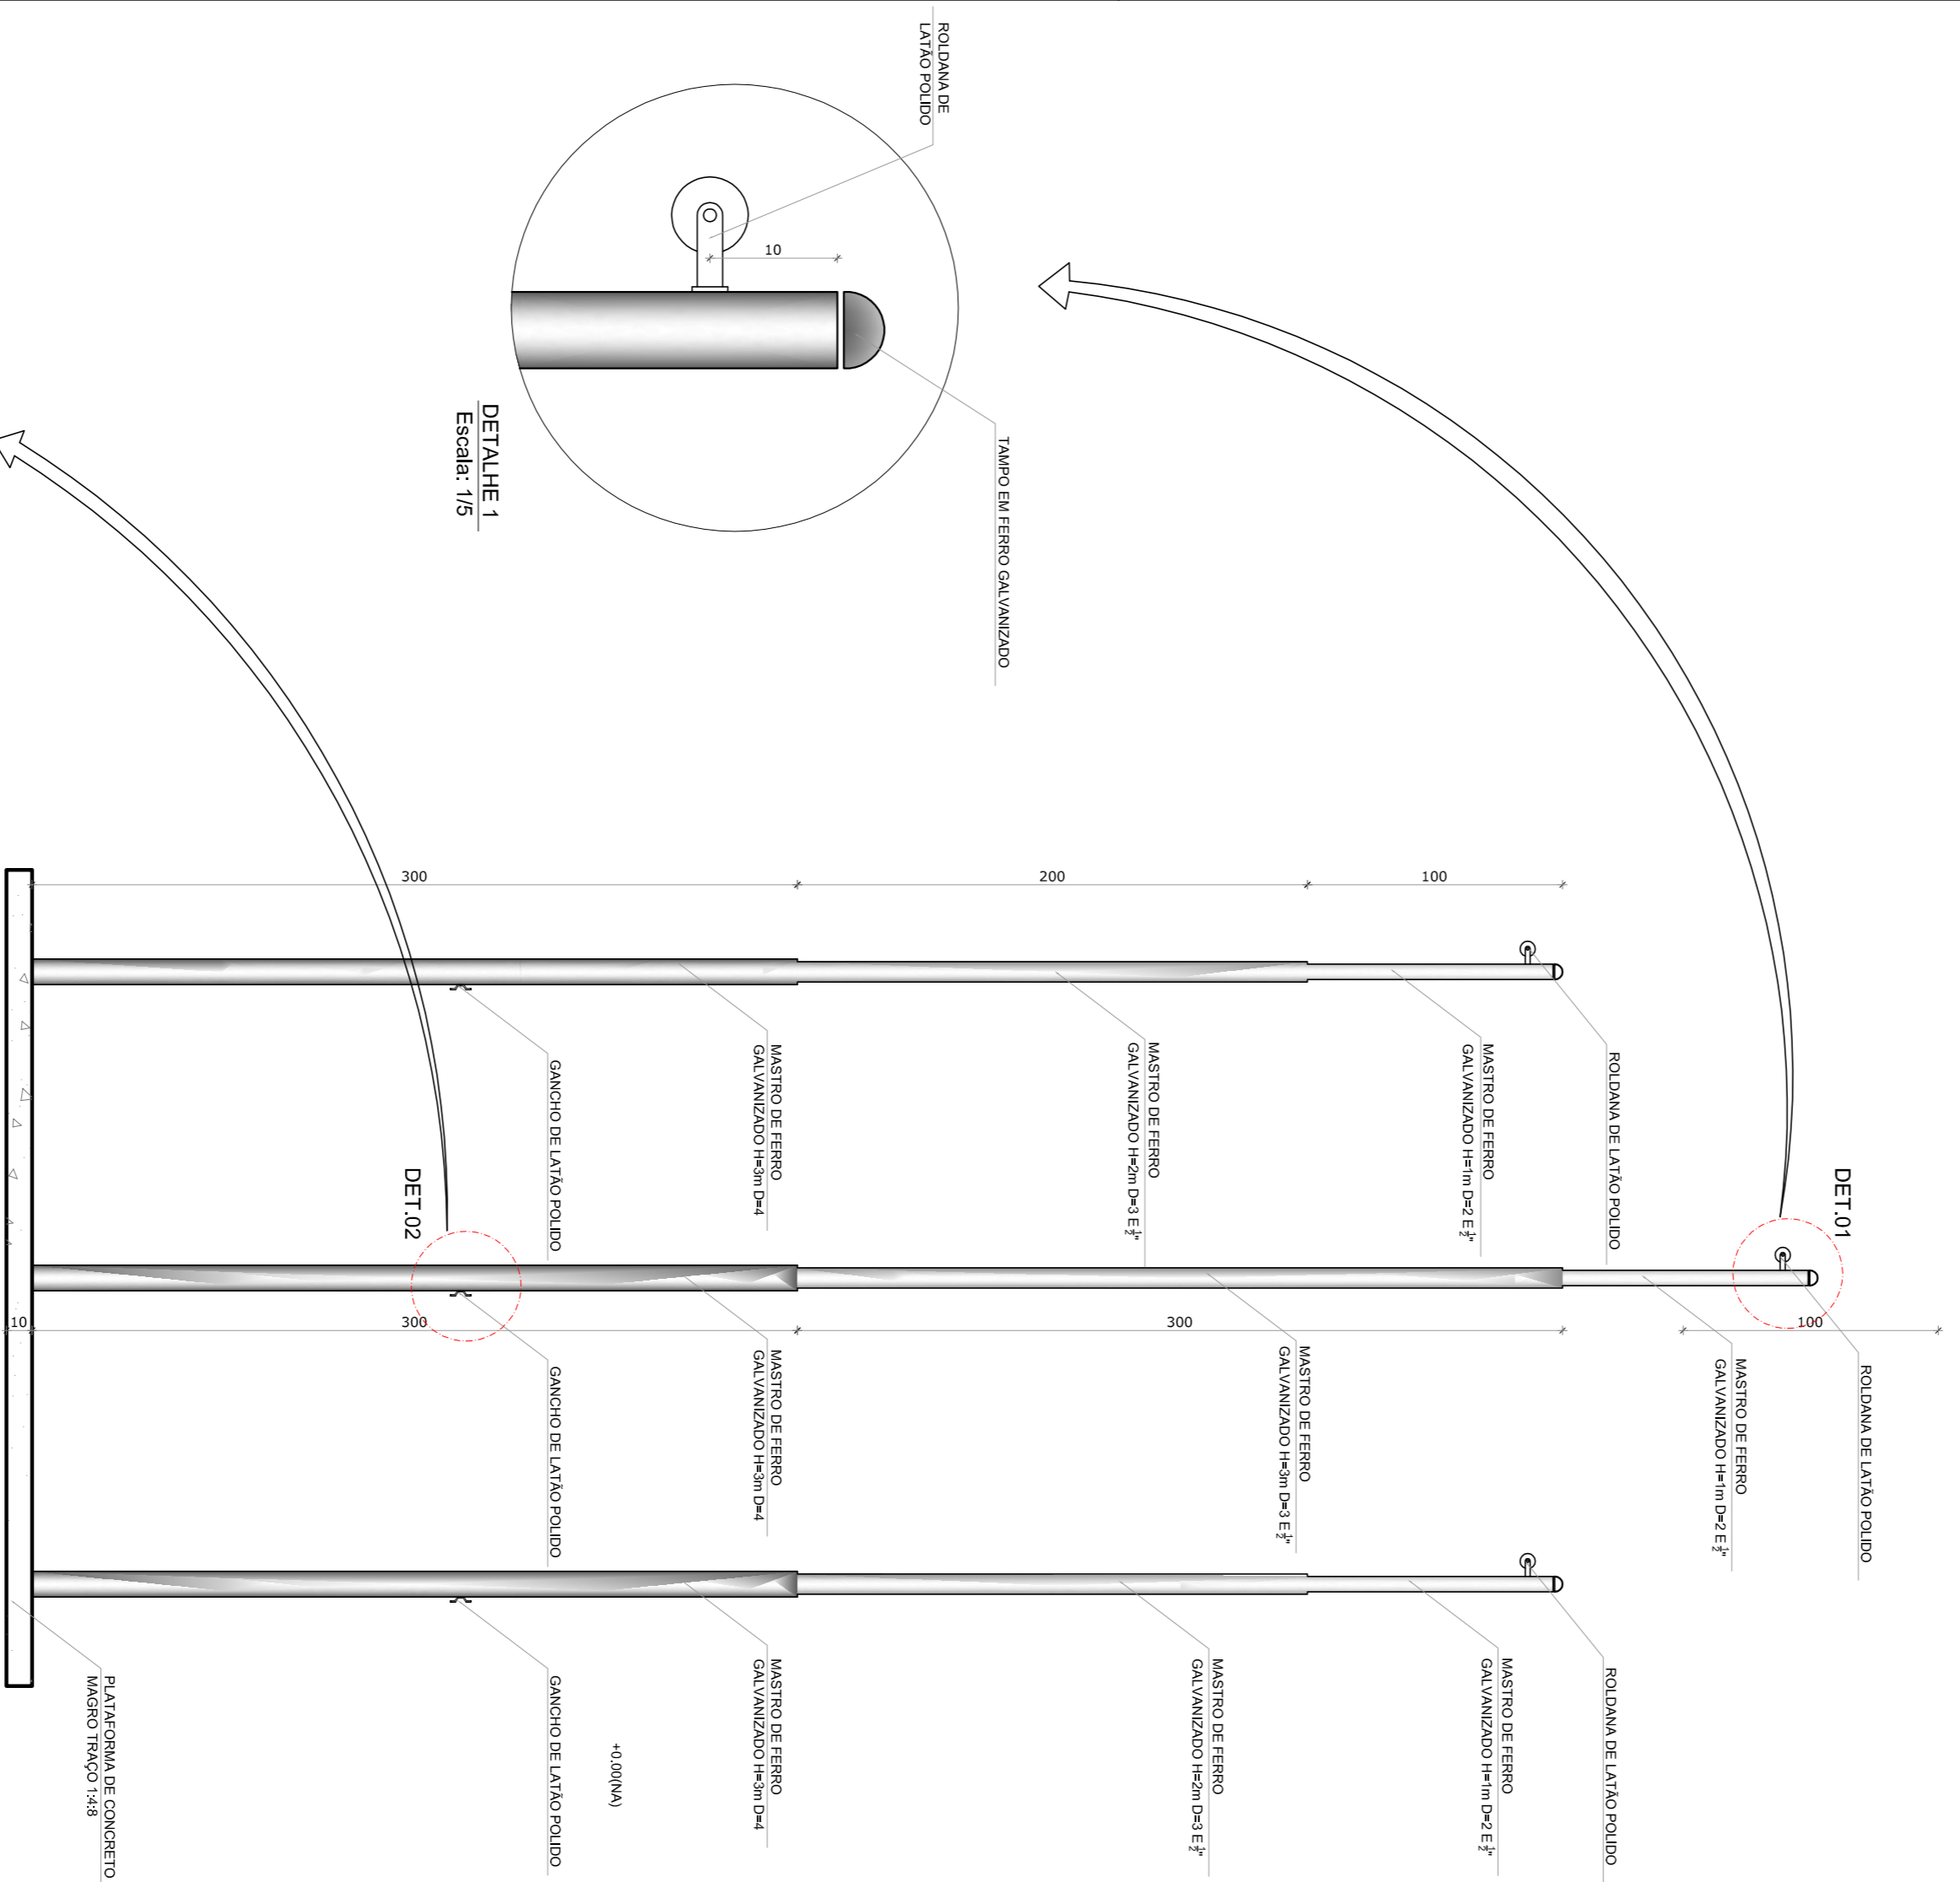 ROLDANA DE
LATÃO POLIDO
10
TAMPO EM FERRO GALVANIZADO
DETALHE 1
Escala: 1/5
DET.01
ROLDANA DE LATÃO POLIDO
MASTRO DE FERRO
GALVANIZADO H=1m D=2 E 1/2"
100
ROLDANA DE LATÃO POLIDO
MASTRO DE FERRO
GALVANIZADO H=1m D=2 E 1/2"
100
MASTRO DE FERRO
GALVANIZADO H=2m D=3 E 1/2"
200
MASTRO DE FERRO
GALVANIZADO H=3m D=4
300
GANCHO DE LATÃO POLIDO
DET.02
MASTRO DE FERRO
GALVANIZADO H=3m D=3 E 1/2"
300
MASTRO DE FERRO
GALVANIZADO H=3m D=4
300
GANCHO DE LATÃO POLIDO
10
ROLDANA DE LATÃO POLIDO
MASTRO DE FERRO
GALVANIZADO H=1m D=2 E 1/2"
MASTRO DE FERRO
GALVANIZADO H=2m D=3 E 1/2"
MASTRO DE FERRO
GALVANIZADO H=3m D=4
+0.00(NA)
GANCHO DE LATÃO POLIDO
PLATAFORMA DE CONCRETO
MAGRO TRAÇO 1:4:8